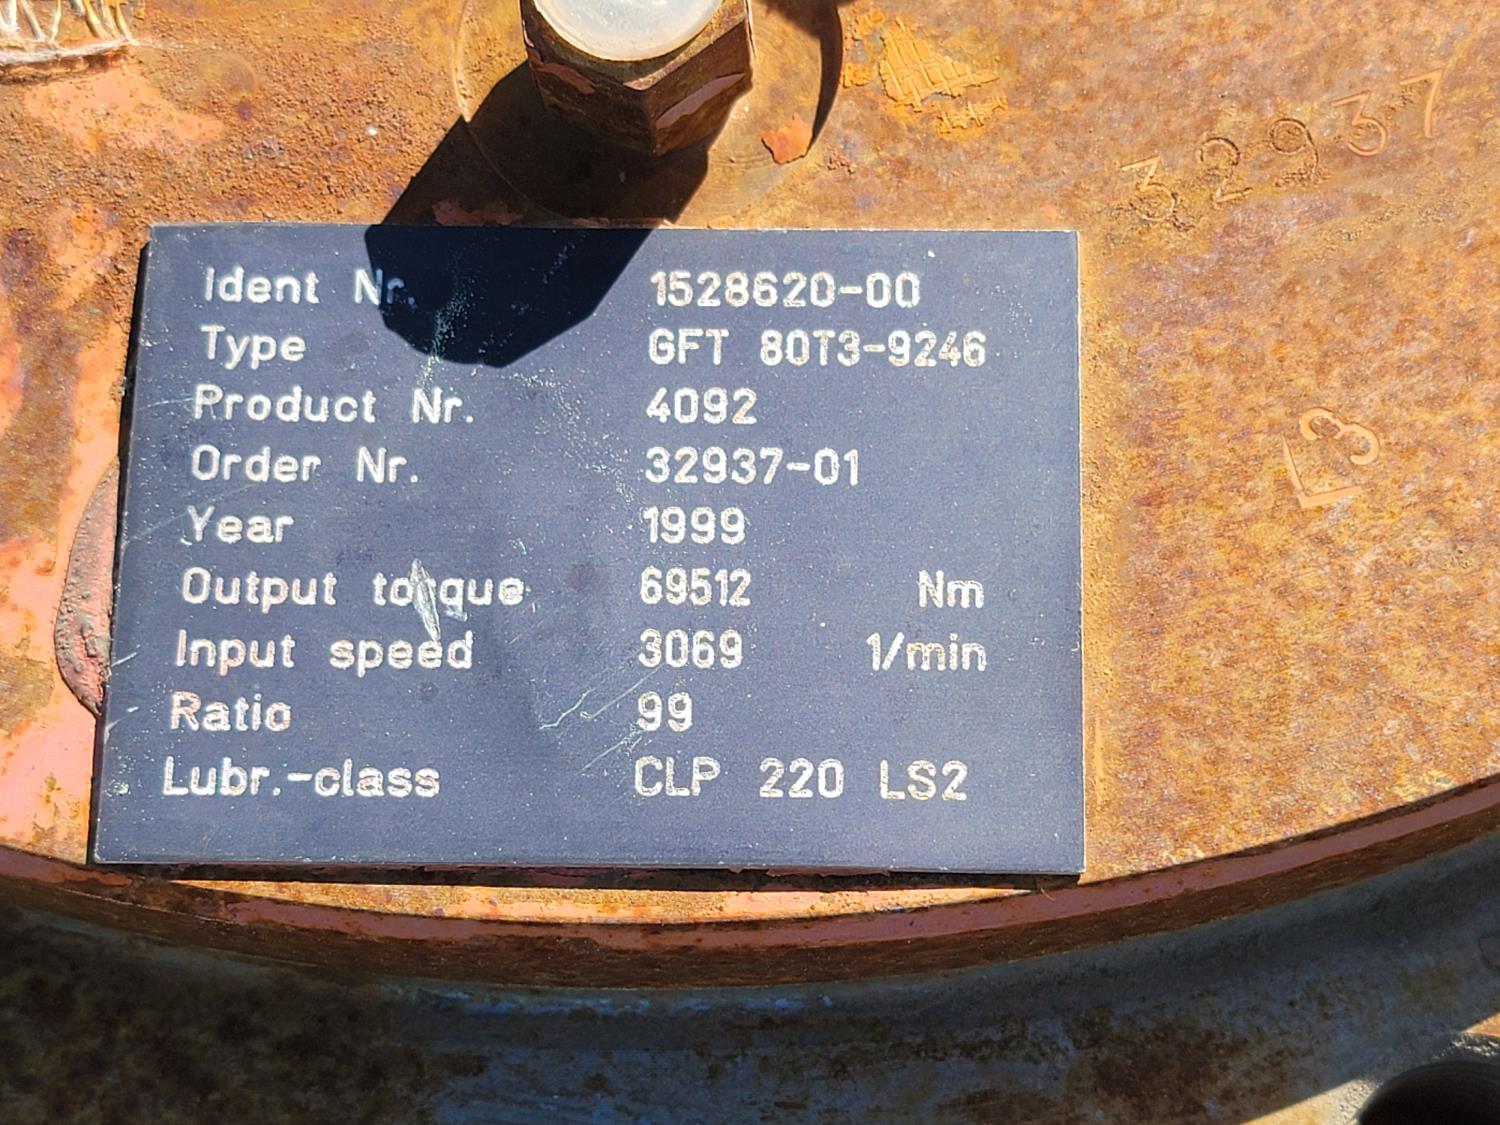 32937
Ident Nr. 1528620-00
Type GFT 80T3-9246
Product Nr. 4092
Order Nr. 32937-01
Year 1999
Output torque 69512 Nm
Input speed 3069 1/min
Ratio 99
Lubr.-class CLP 220 LS2